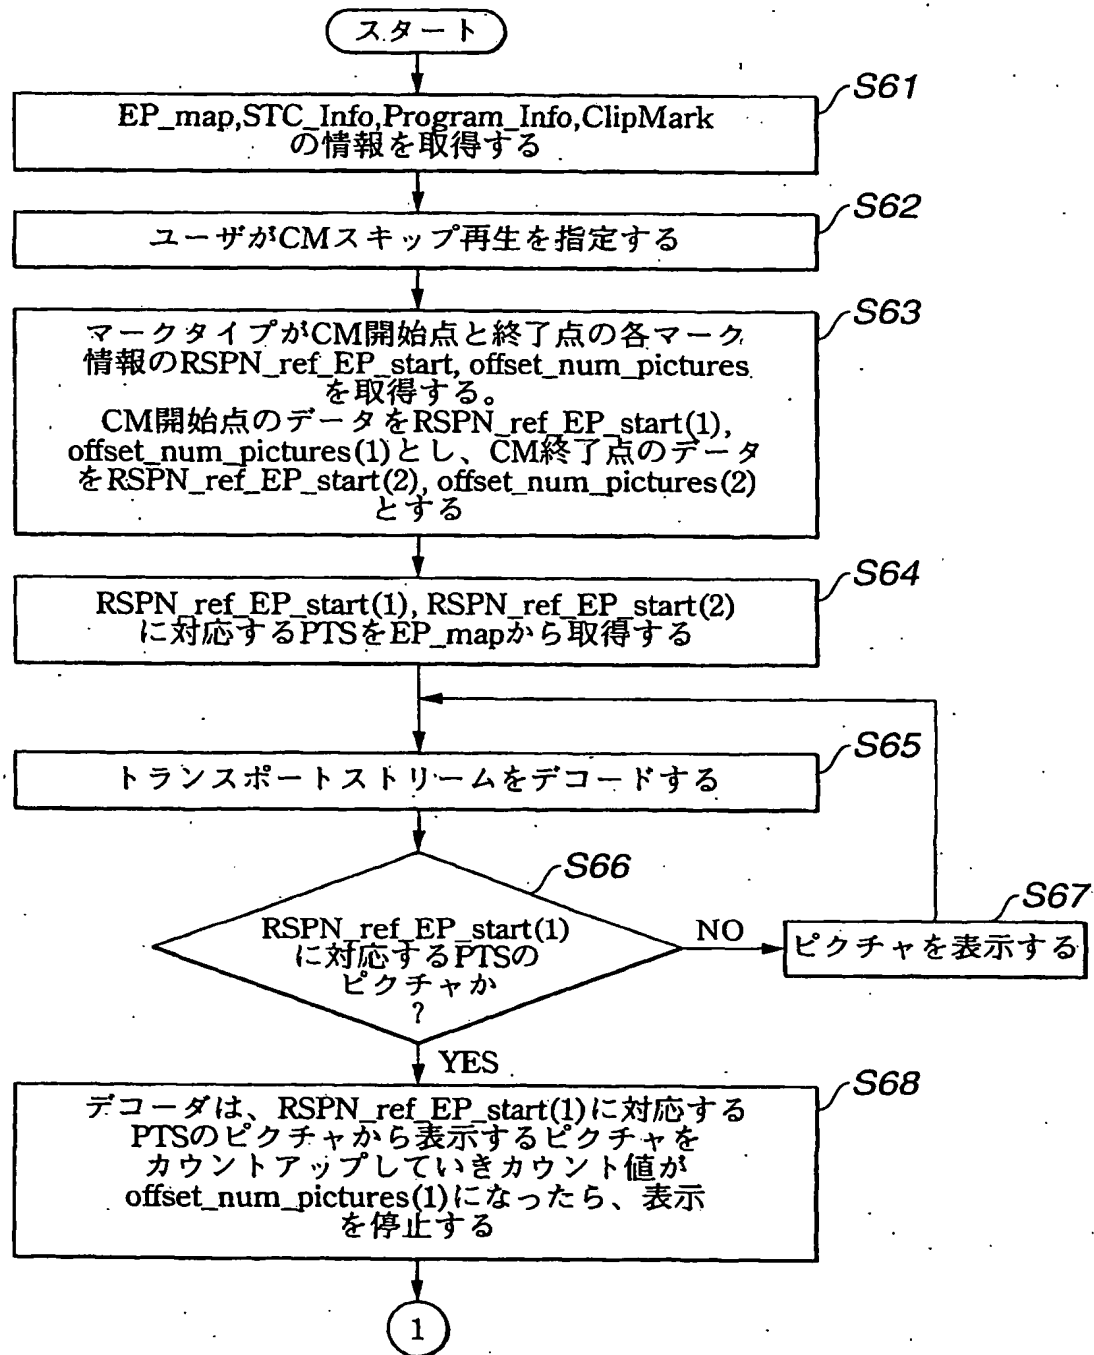 スタート
S61
EP_map,STC_Info,Program_Info,ClipMark
の情報を取得する
S62
ユーザがCMスキップ再生を指定する
S63
マークタイプがCM開始点と終了点の各マーク
情報のRSPN_ref_EP_start, offset_num_pictures
を取得する。
CM開始点のデータをRSPN_ref_EP_start(1),
offset_num_pictures(1)とし、CM終了点のデータ
をRSPN_ref_EP_start(2), offset_num_pictures(2)
とする
S64
RSPN_ref_EP_start(1), RSPN_ref_EP_start(2)
に対応するPTSをEP_mapから取得する
S65
トランスポートストリームをデコードする
S66
RSPN_ref_EP_start(1)
に対応するPTSの
ピクチャか
?
NO
S67
ピクチャを表示する
YES
S68
デコーダは、RSPN_ref_EP_start(1)に対応する
PTSのピクチャから表示するピクチャを
カウントアップしていきカウント値が
offset_num_pictures(1)になったら、表示
を停止する
1